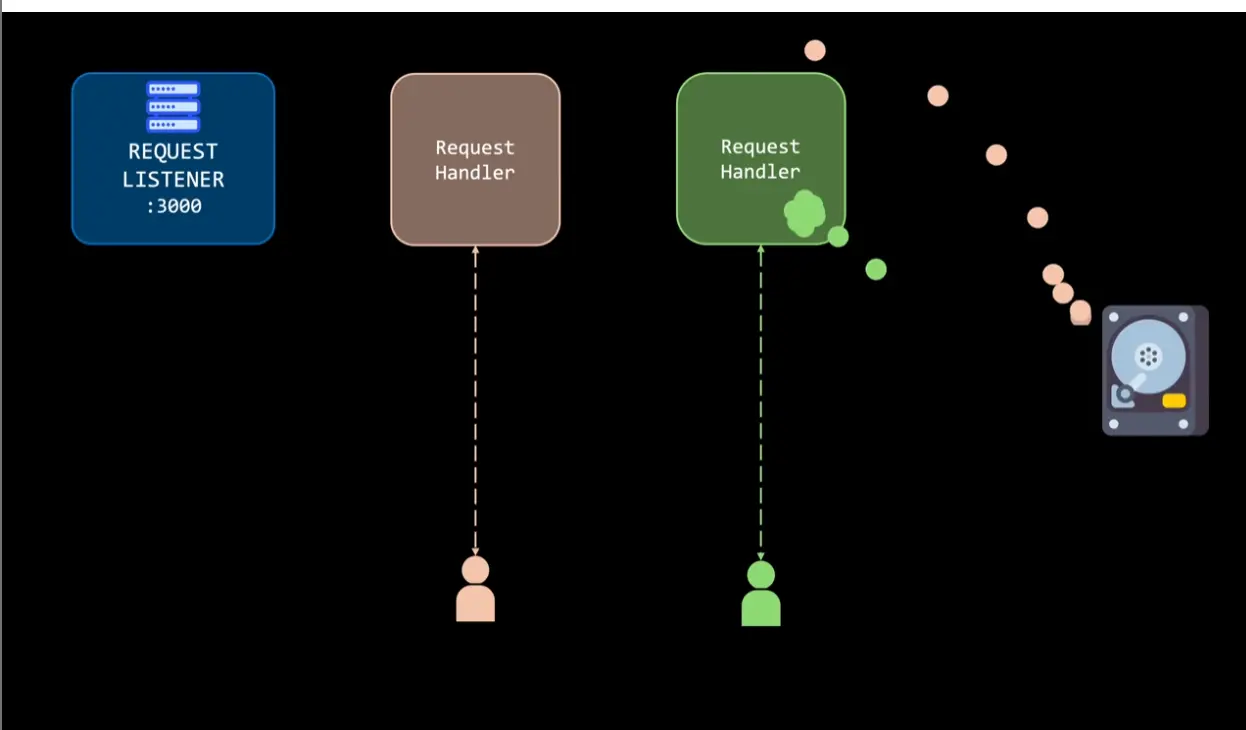 REQUEST
LISTENER
:3000
Request
Handler
Request
Handler